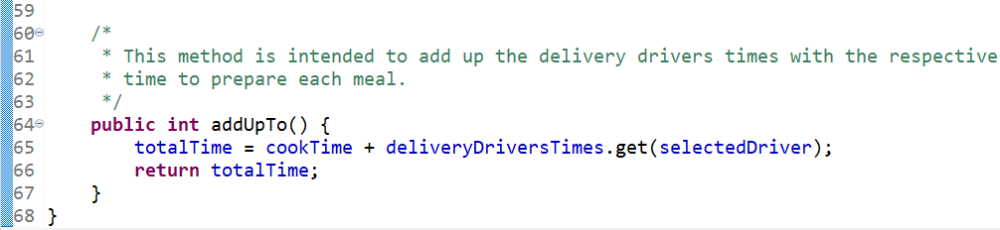 59
60    /*
61     * This method is intended to add up the delivery drivers times with the respective
62     * time to prepare each meal.
63     */
64    public int addUpTo() {
65        totalTime = cookTime + deliveryDriversTimes.get(selectedDriver);
66        return totalTime;
67    }
68 }